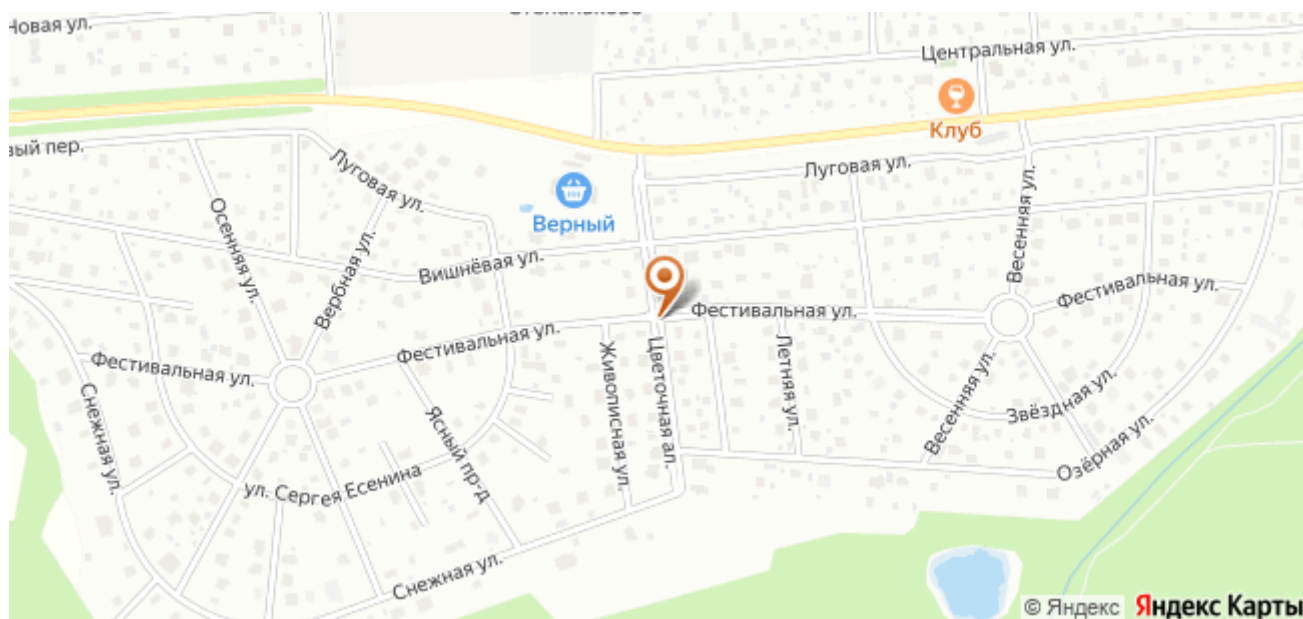 Новая ул.
Центральная ул.
Клуб
вый пер.
Луговая ул.
Луговая ул.
Верный
Весенняя ул.
Осенняя ул.
Вербная ул.
Вишнёвая ул.
Фестивальная ул.
Фестивальная ул.
Фестивальная ул.
Фестивальная ул.
Снежная ул.
Ясный пр-д
Живописная ул.
Цветочная ал.
Летняя ул.
Весенняя ул.
Звёздная ул.
Озёрная ул.
ул. Сергея Есенина
Снежная ул.
© Яндекс Яндекс Карты